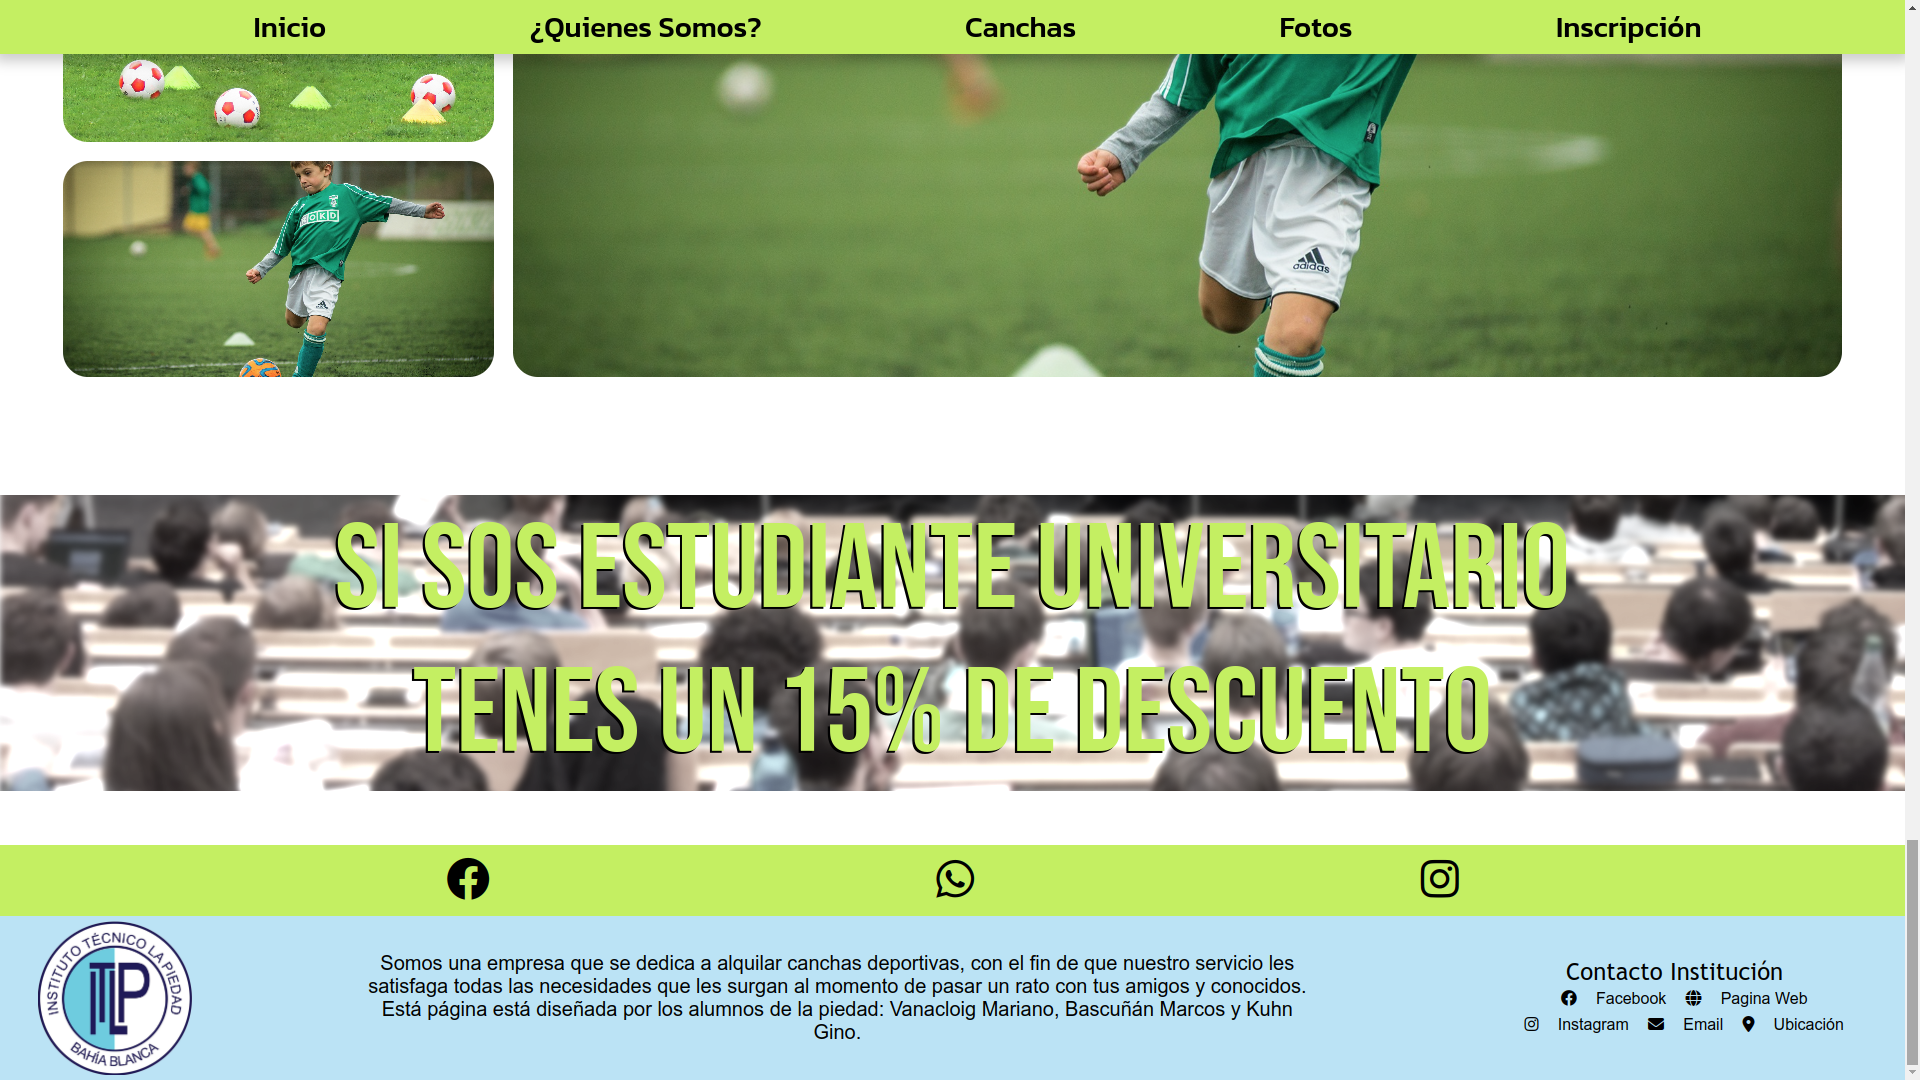 Inicio
¿Quienes Somos?
Canchas
Fotos
Inscripción
adidas
SI SOS ESTUDIANTE UNIVERSITARIO
TENES UN 15% DE DESCUENTO
INSTITUTO TÉCNICO LA PIEDAD
ITLP
BAHÍA BLANCA
Somos una empresa que se dedica a alquilar canchas deportivas, con el fin de que nuestro servicio les
satisfaga todas las necesidades que les surgan al momento de pasar un rato con tus amigos y conocidos.
Está página está diseñada por los alumnos de la piedad: Vanacloig Mariano, Bascuñán Marcos y Kuhn
Gino.
Contacto Institución
Facebook Pagina Web
Instagram Email Ubicación